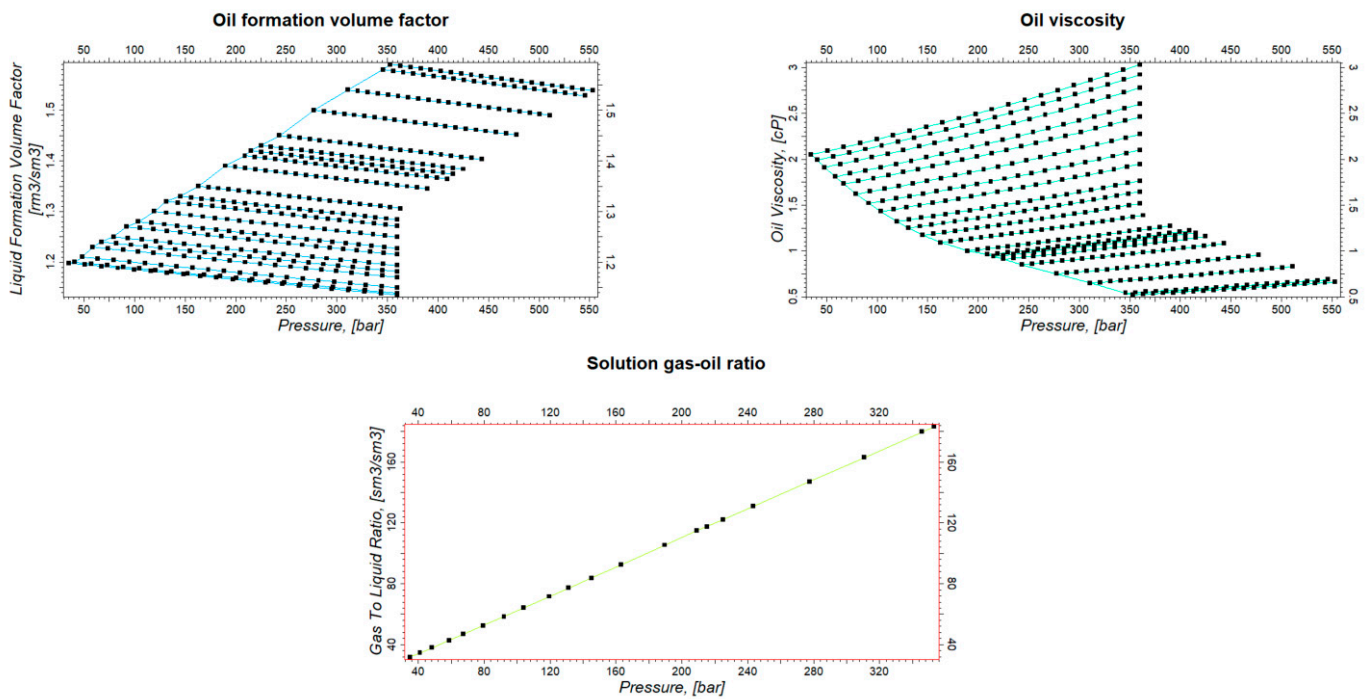 Oil formation volume factor
50 100 150 200 250 300 350 400 450 500 550
Liquid Formation Volume Factor
[rm3/sm3]
1.5
1.4
1.3
1.2
1.5
1.4
1.3
1.2
50 100 150 200 250 300 350 400 450 500 550
Pressure, [bar]
Oil viscosity
50 100 150 200 250 300 350 400 450 500 550
Oil Viscosity, [cP]
3
2.5
2
1.5
1
0.5
3
2.5
2
1.5
1
0.5
50 100 150 200 250 300 350 400 450 500 550
Pressure, [bar]
Solution gas-oil ratio
40 80 120 160 200 240 280 320
Gas To Liquid Ratio, [sm3/sm3]
160
120
80
40
160
120
80
40
40 80 120 160 200 240 280 320
Pressure, [bar]